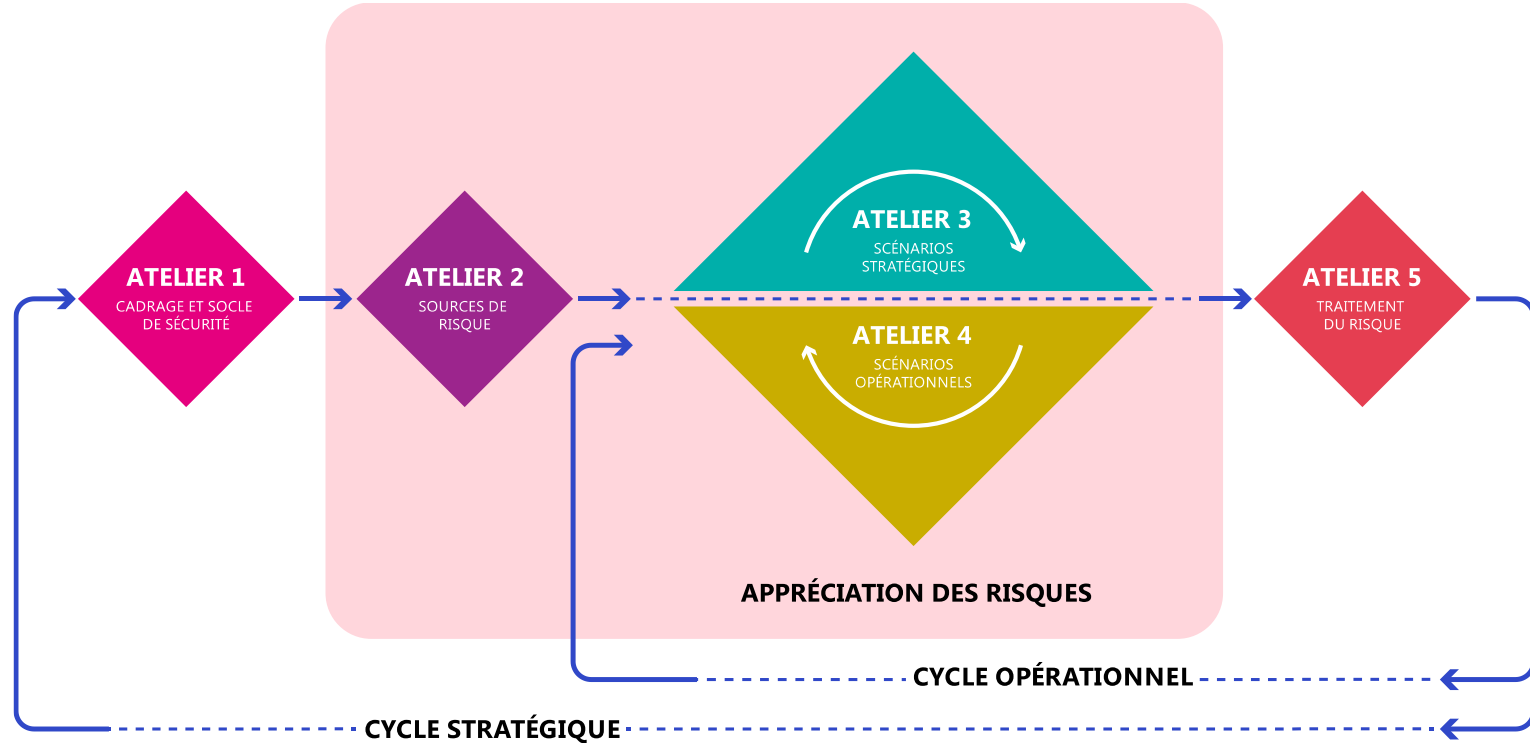 ATELIER 1
CADRAGE ET SOCLE
DE SÉCURITÉ
ATELIER 2
SOURCES DE
RISQUE
ATELIER 3
SCÉNARIOS
STRATÉGIQUES
ATELIER 4
SCÉNARIOS
OPÉRATIONNELS
ATELIER 5
TRAITEMENT
DU RISQUE
APPRÉCIATION DES RISQUES
CYCLE OPÉRATIONNEL
CYCLE STRATÉGIQUE